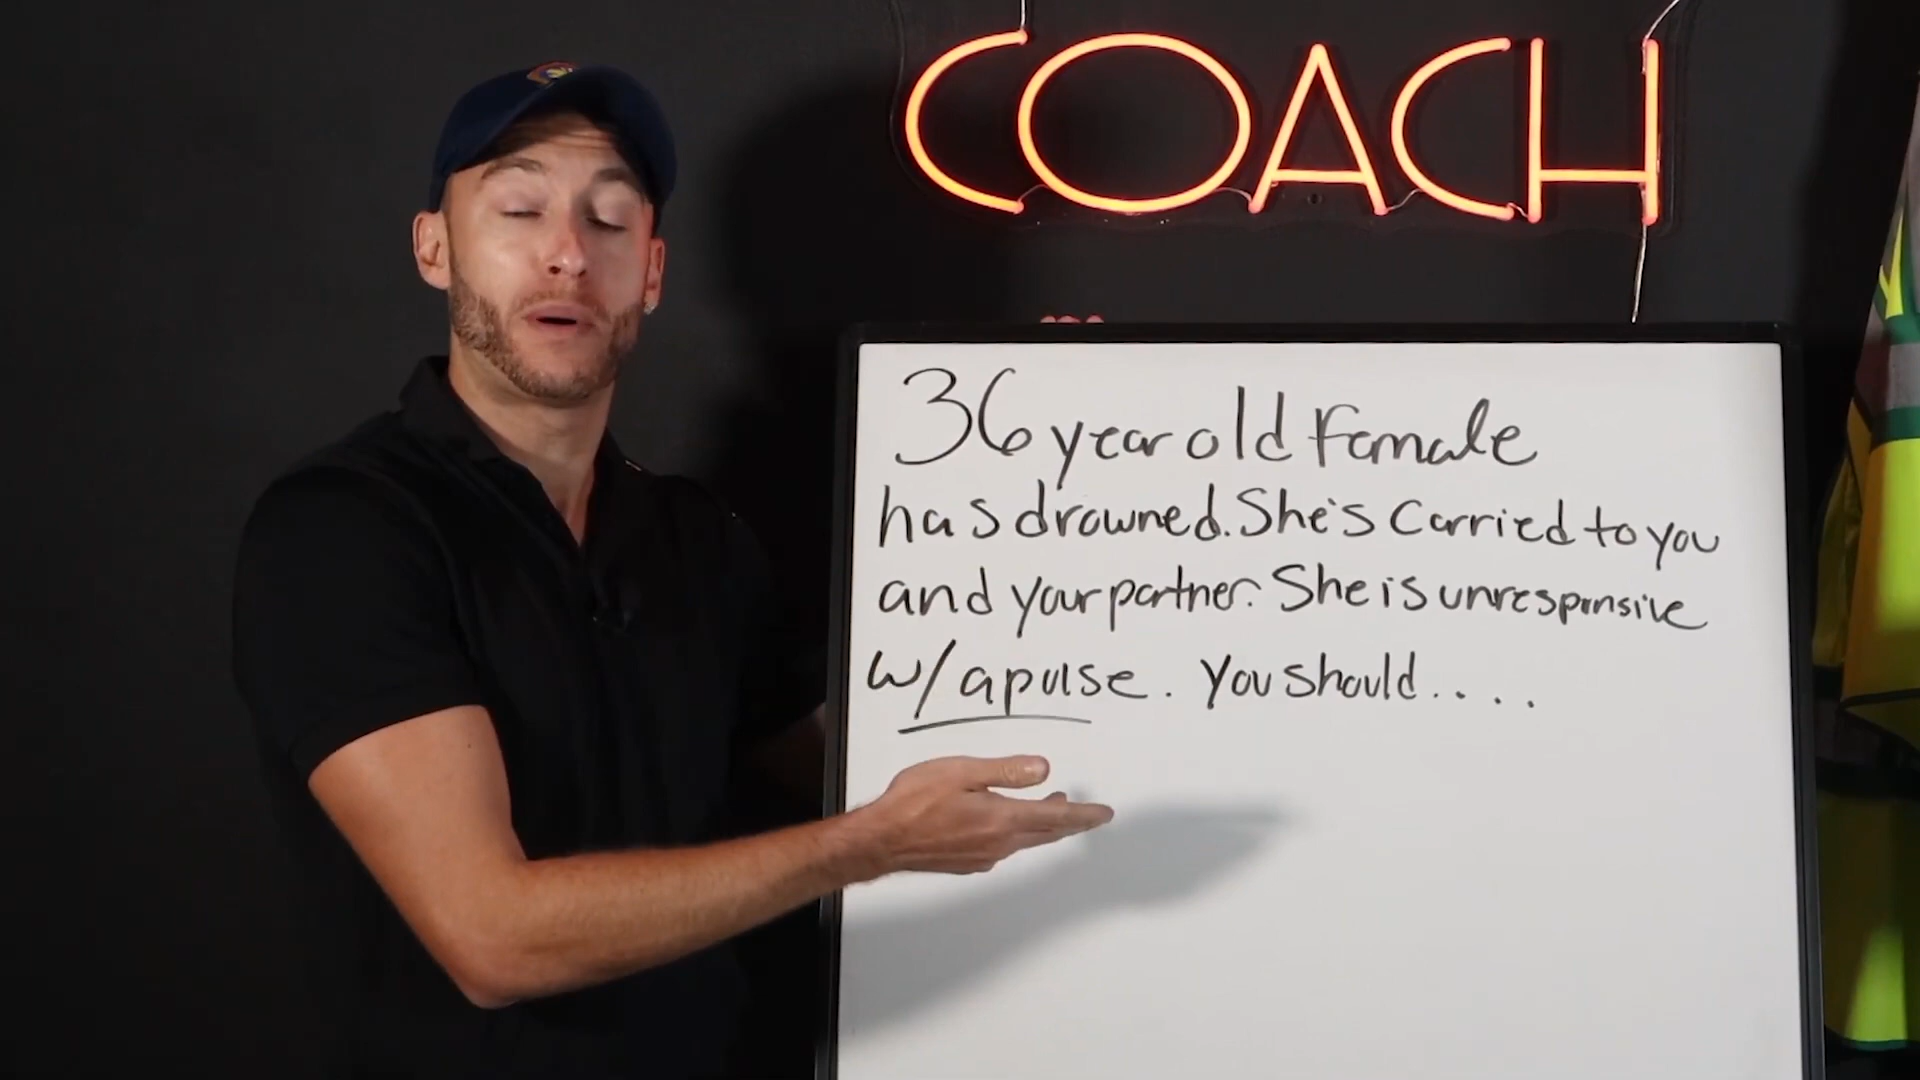 COACH
36 year old Female
has drowned. She's Carried to you
and your partner. She is unresponsive
w/a pulse. You should....